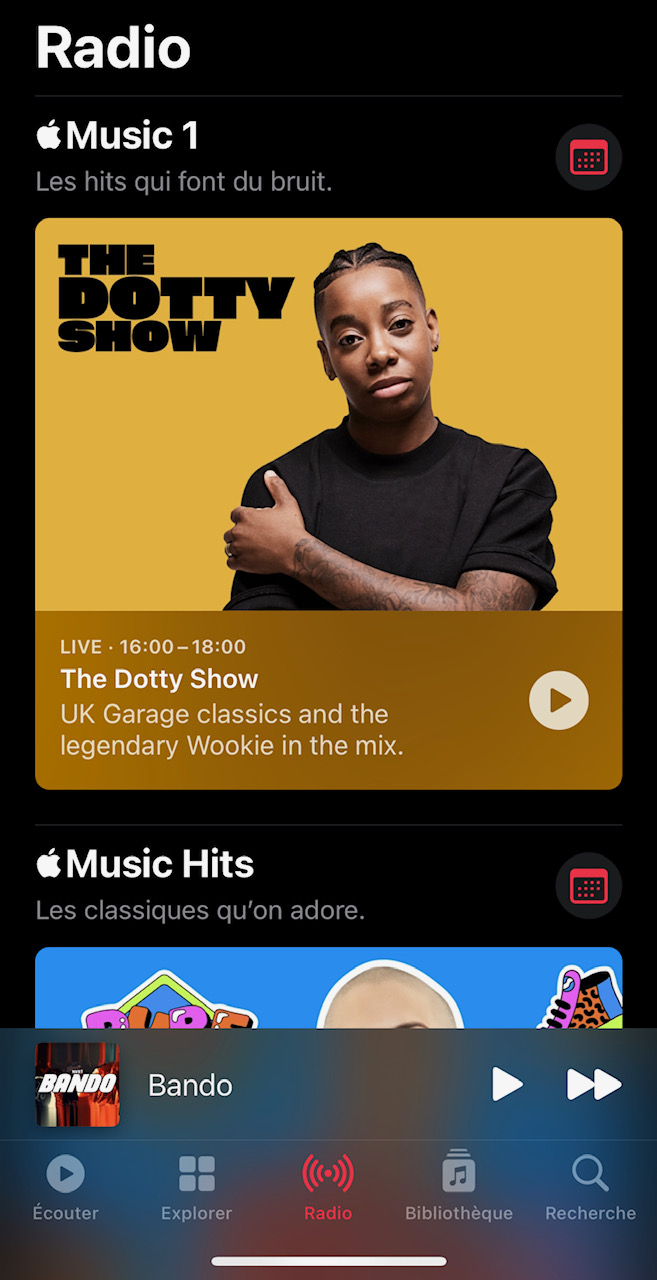 Radio
Music 1
Les hits qui font du bruit.
THE
DOTTY
SHOW
LIVE · 16:00–18:00
The Dotty Show
UK Garage classics and the
legendary Wookie in the mix.
Music Hits
Les classiques qu’on adore.
BANDO
Bando
Écouter
Explorer
Radio
Bibliothèque
Recherche